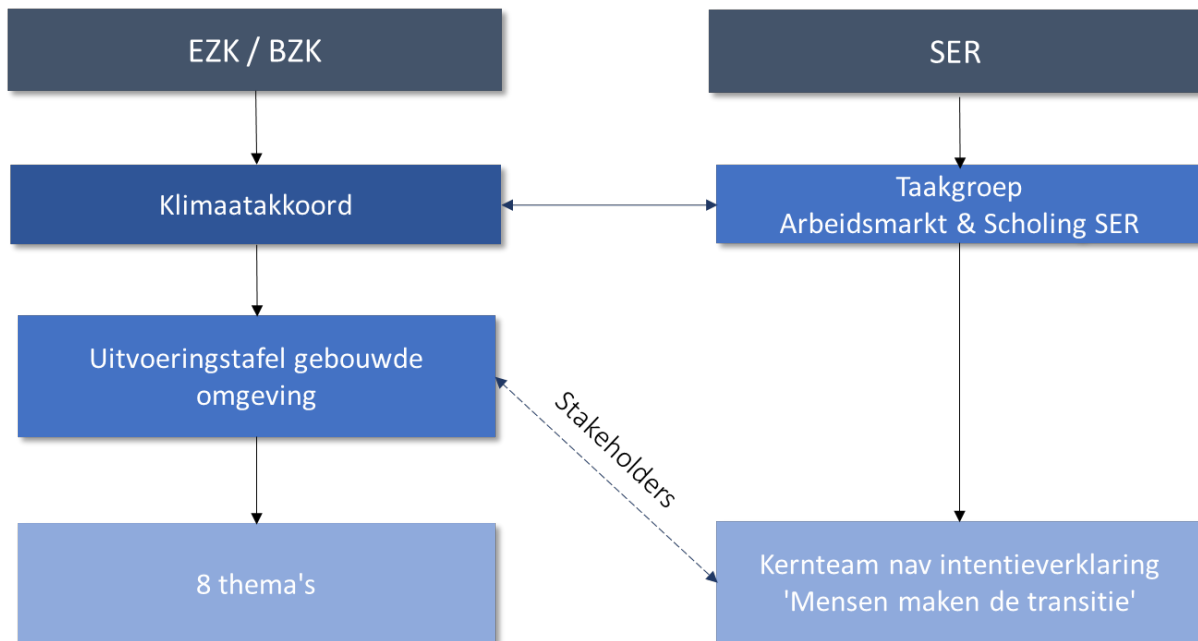 EZK / BZK
SER
Klimaatakkoord
Taakgroep
Arbeidsmarkt & Scholing SER
Uitvoeringstafel gebouwde
omgeving
Stakeholders
8 thema's
Kernteam nav intentieverklaring
'Mensen maken de transitie'